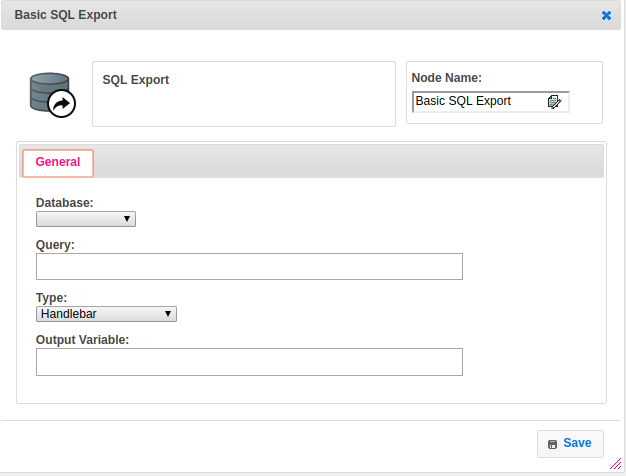 Basic SQL Export
SQL Export
Node Name:
Basic SQL Export
General
Database:
Query:
Type:
Handlebar
Output Variable:
Save